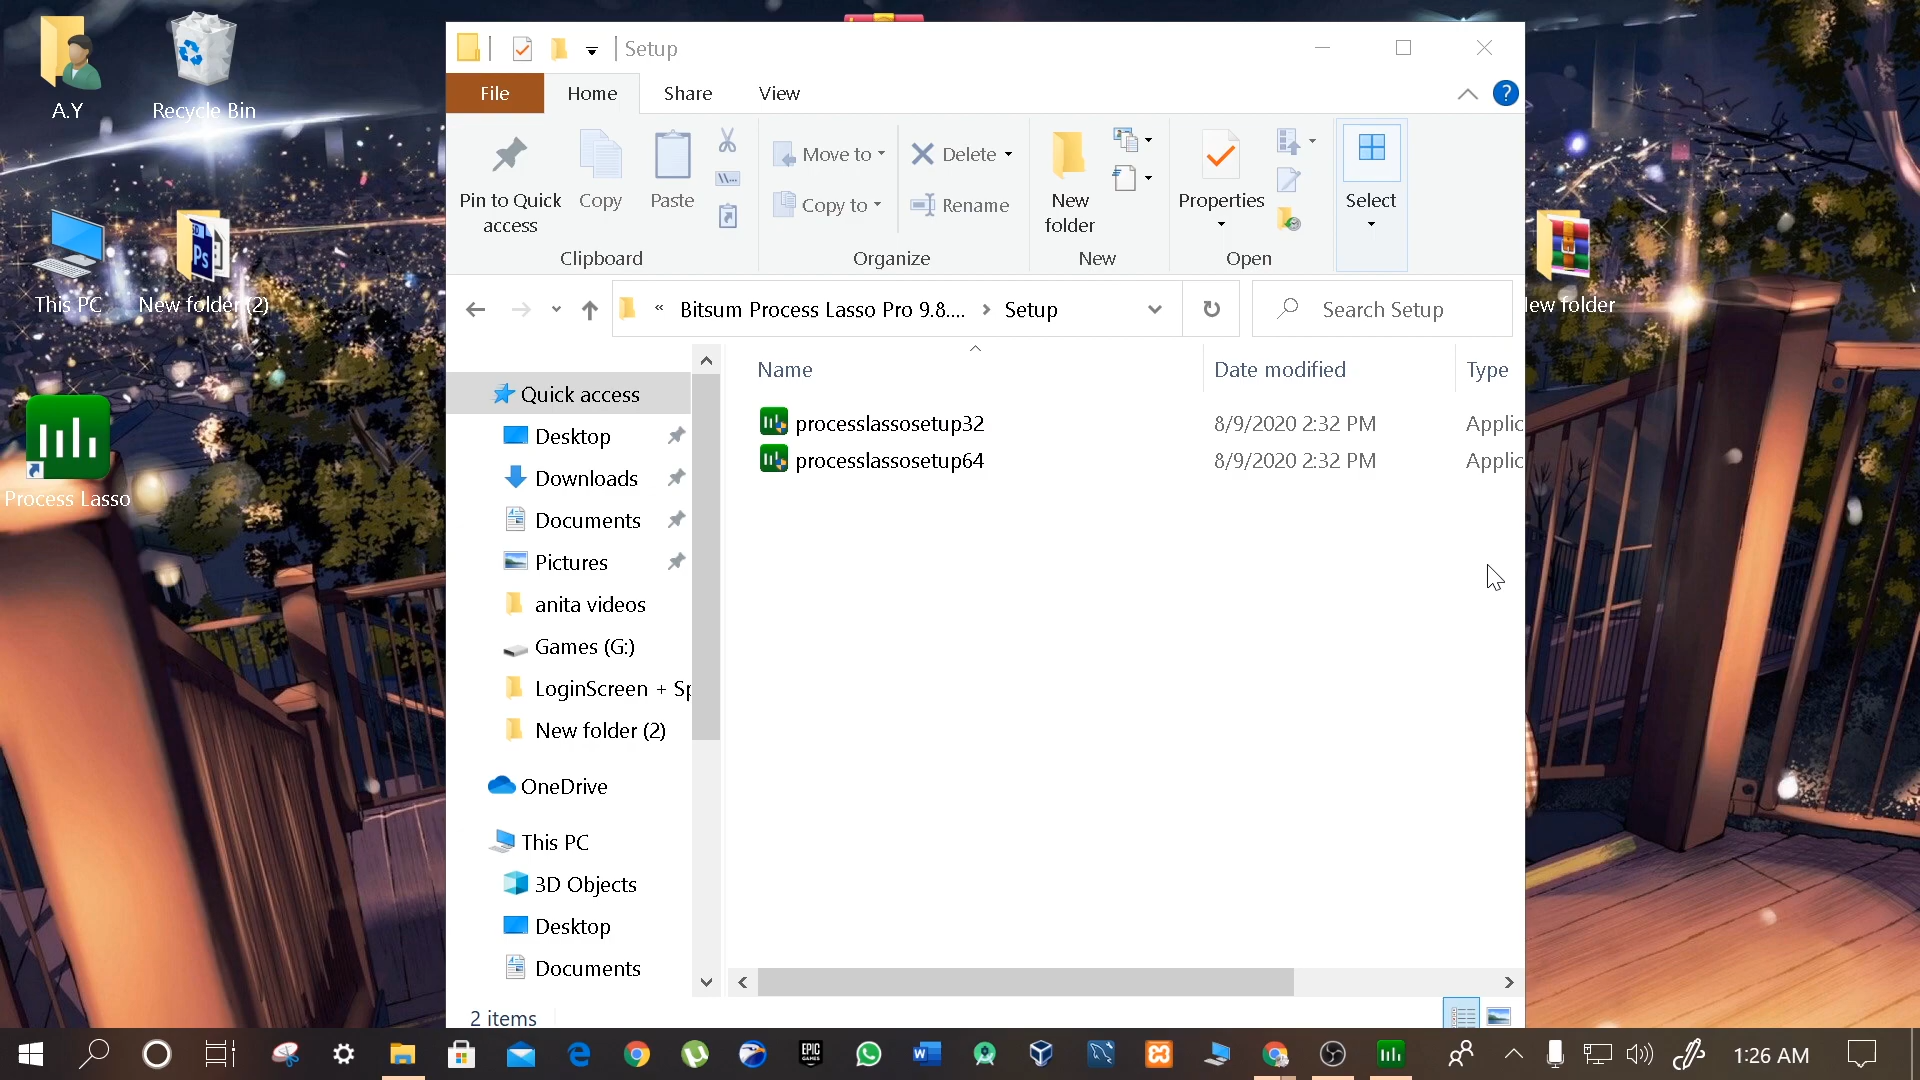 Setup
File
Home
Share
View
?
Pin to Quick access
Copy
Paste
Move to
Copy to
Delete
Rename
New folder
Properties
Select
Clipboard
Organize
New
Open
« Bitsum Process Lasso Pro 9.8.... › Setup
Search Setup
Name
Date modified
Type
processlassosetup32
8/9/2020 2:32 PM
Applic
processlassosetup64
8/9/2020 2:32 PM
Applic
Quick access
Desktop
Downloads
Documents
Pictures
anita videos
Games (G:)
LoginScreen + Sp
New folder (2)
OneDrive
This PC
3D Objects
Desktop
Documents
2 items
A.Y
Recycle Bin
This PC
Ps
New folder (2)
Process Lasso
ew folder
EPIC
GAMES
1:26 AM